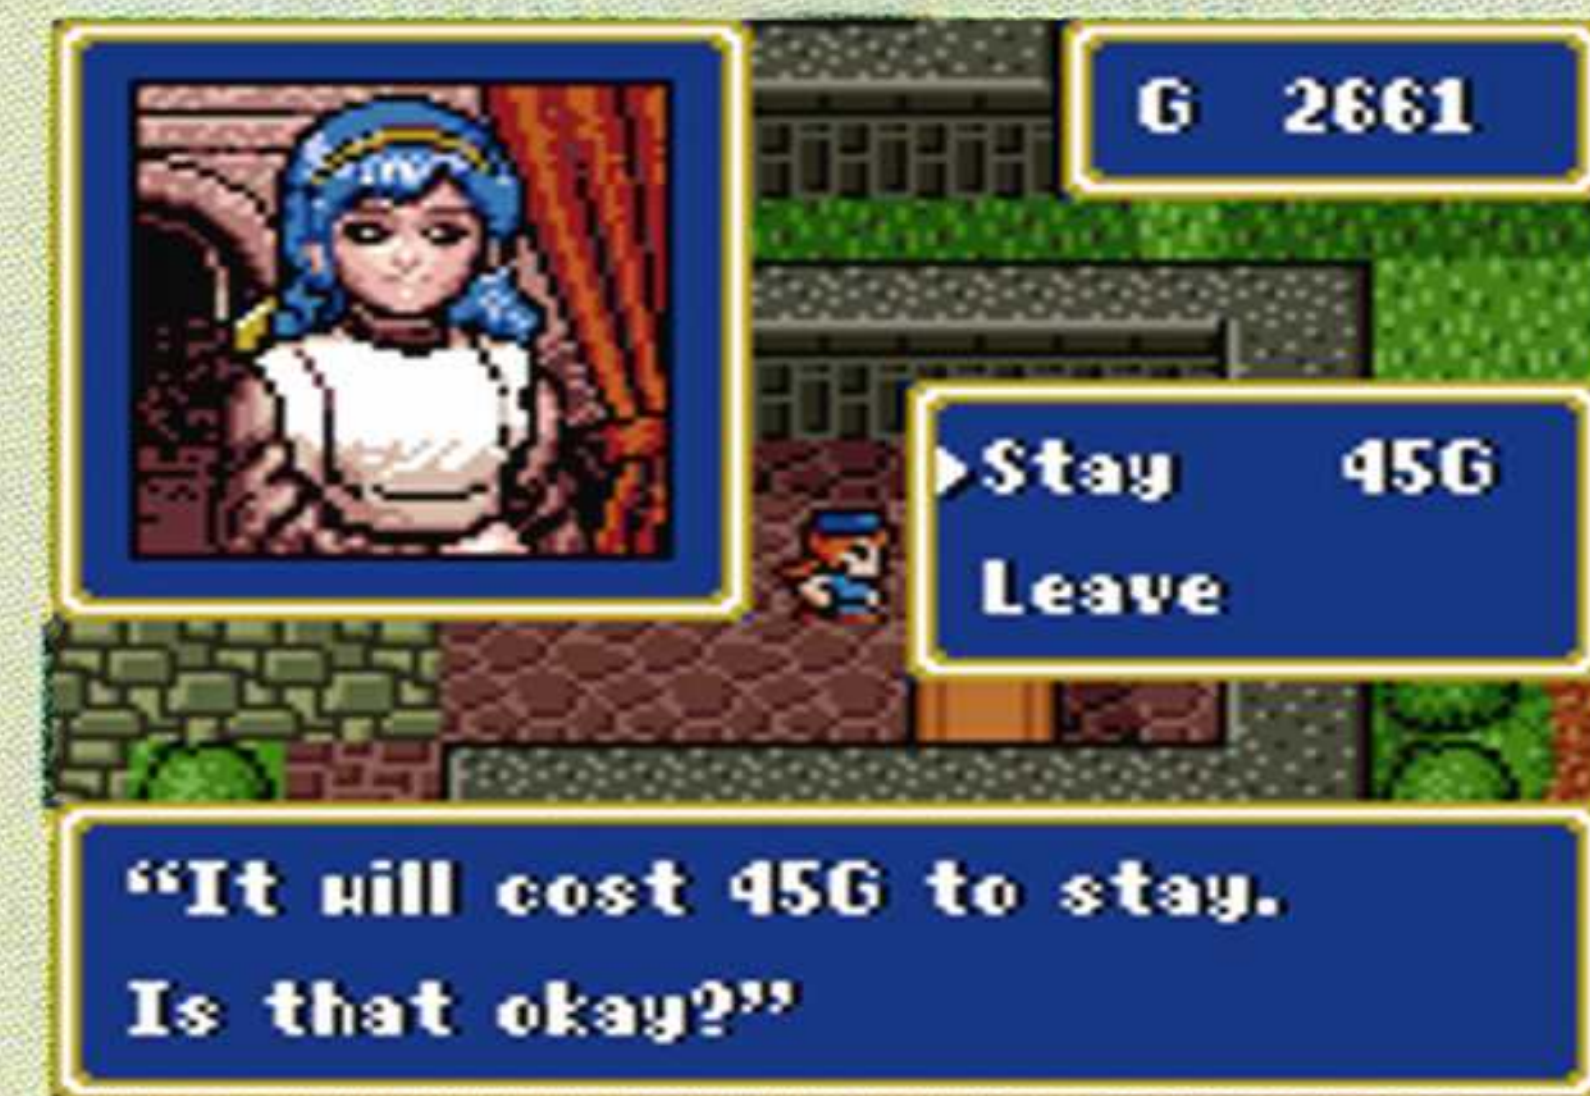 G 2661
Stay 45G
Leave
“It will cost 45G to stay.
Is that okay?”